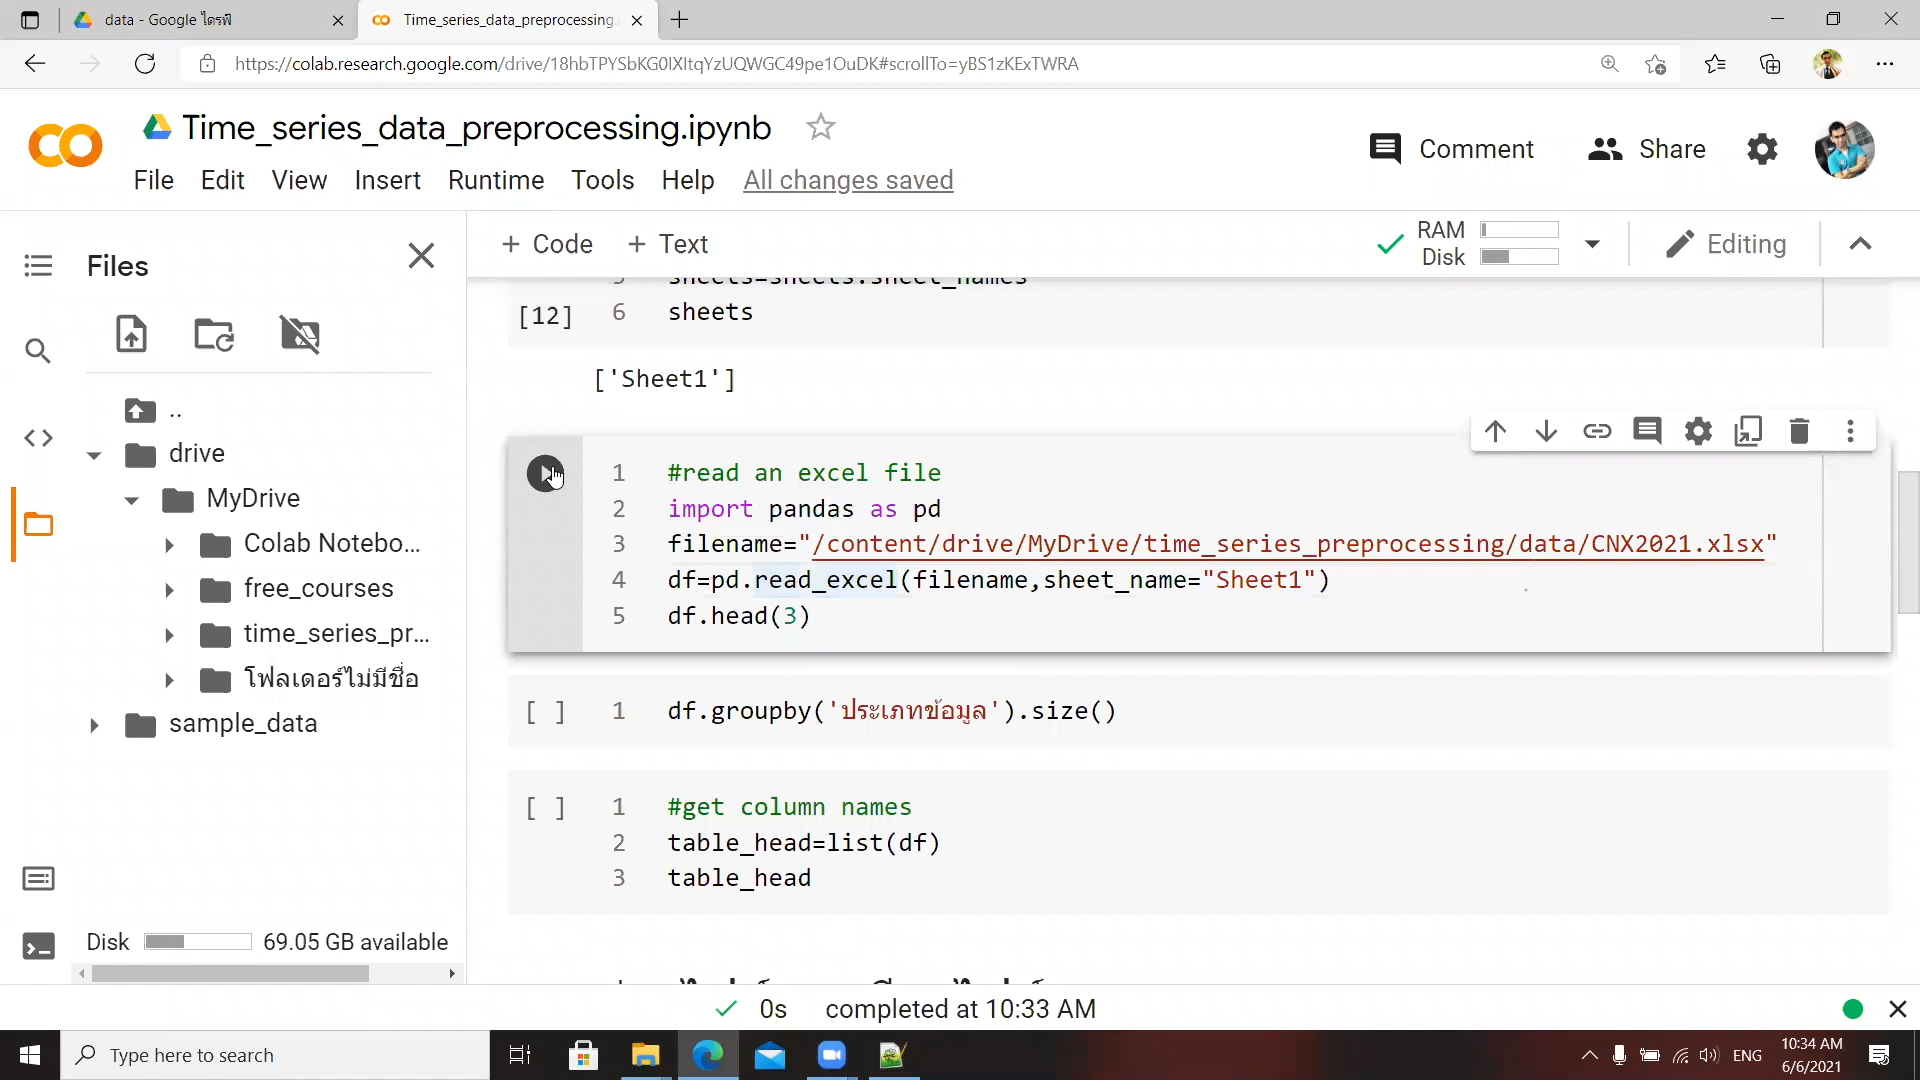 data - Google ไดรฟ์
Time_series_data_preprocessing.
https://colab.research.google.com/drive/18hbTPYSbKG0IXItqYzUQWGC49pe1OuDK#scrollTo=yBS1zKExTWRA
Time_series_data_preprocessing.ipynb
Comment
Share
File Edit View Insert Runtime Tools Help All changes saved
Files
+ Code + Text
RAM
Disk
Editing
5 sheets=sheets.sheet_names
[12] 6 sheets
['Sheet1']
..
drive
MyDrive
Colab Notebo...
free_courses
time_series_pr...
โฟลเดอร์ไม่มีชื่อ
sample_data
1 #read an excel file
2 import pandas as pd
3 filename="/content/drive/MyDrive/time_series_preprocessing/data/CNX2021.xlsx"
4 df=pd.read_excel(filename,sheet_name="Sheet1")
5 df.head(3)
[ ] 1 df.groupby('ประเภทข้อมูล').size()
[ ] 1 #get column names
2 table_head=list(df)
3 table_head
Disk 69.05 GB available
0s completed at 10:33 AM
Type here to search
ENG
10:34 AM
6/6/2021